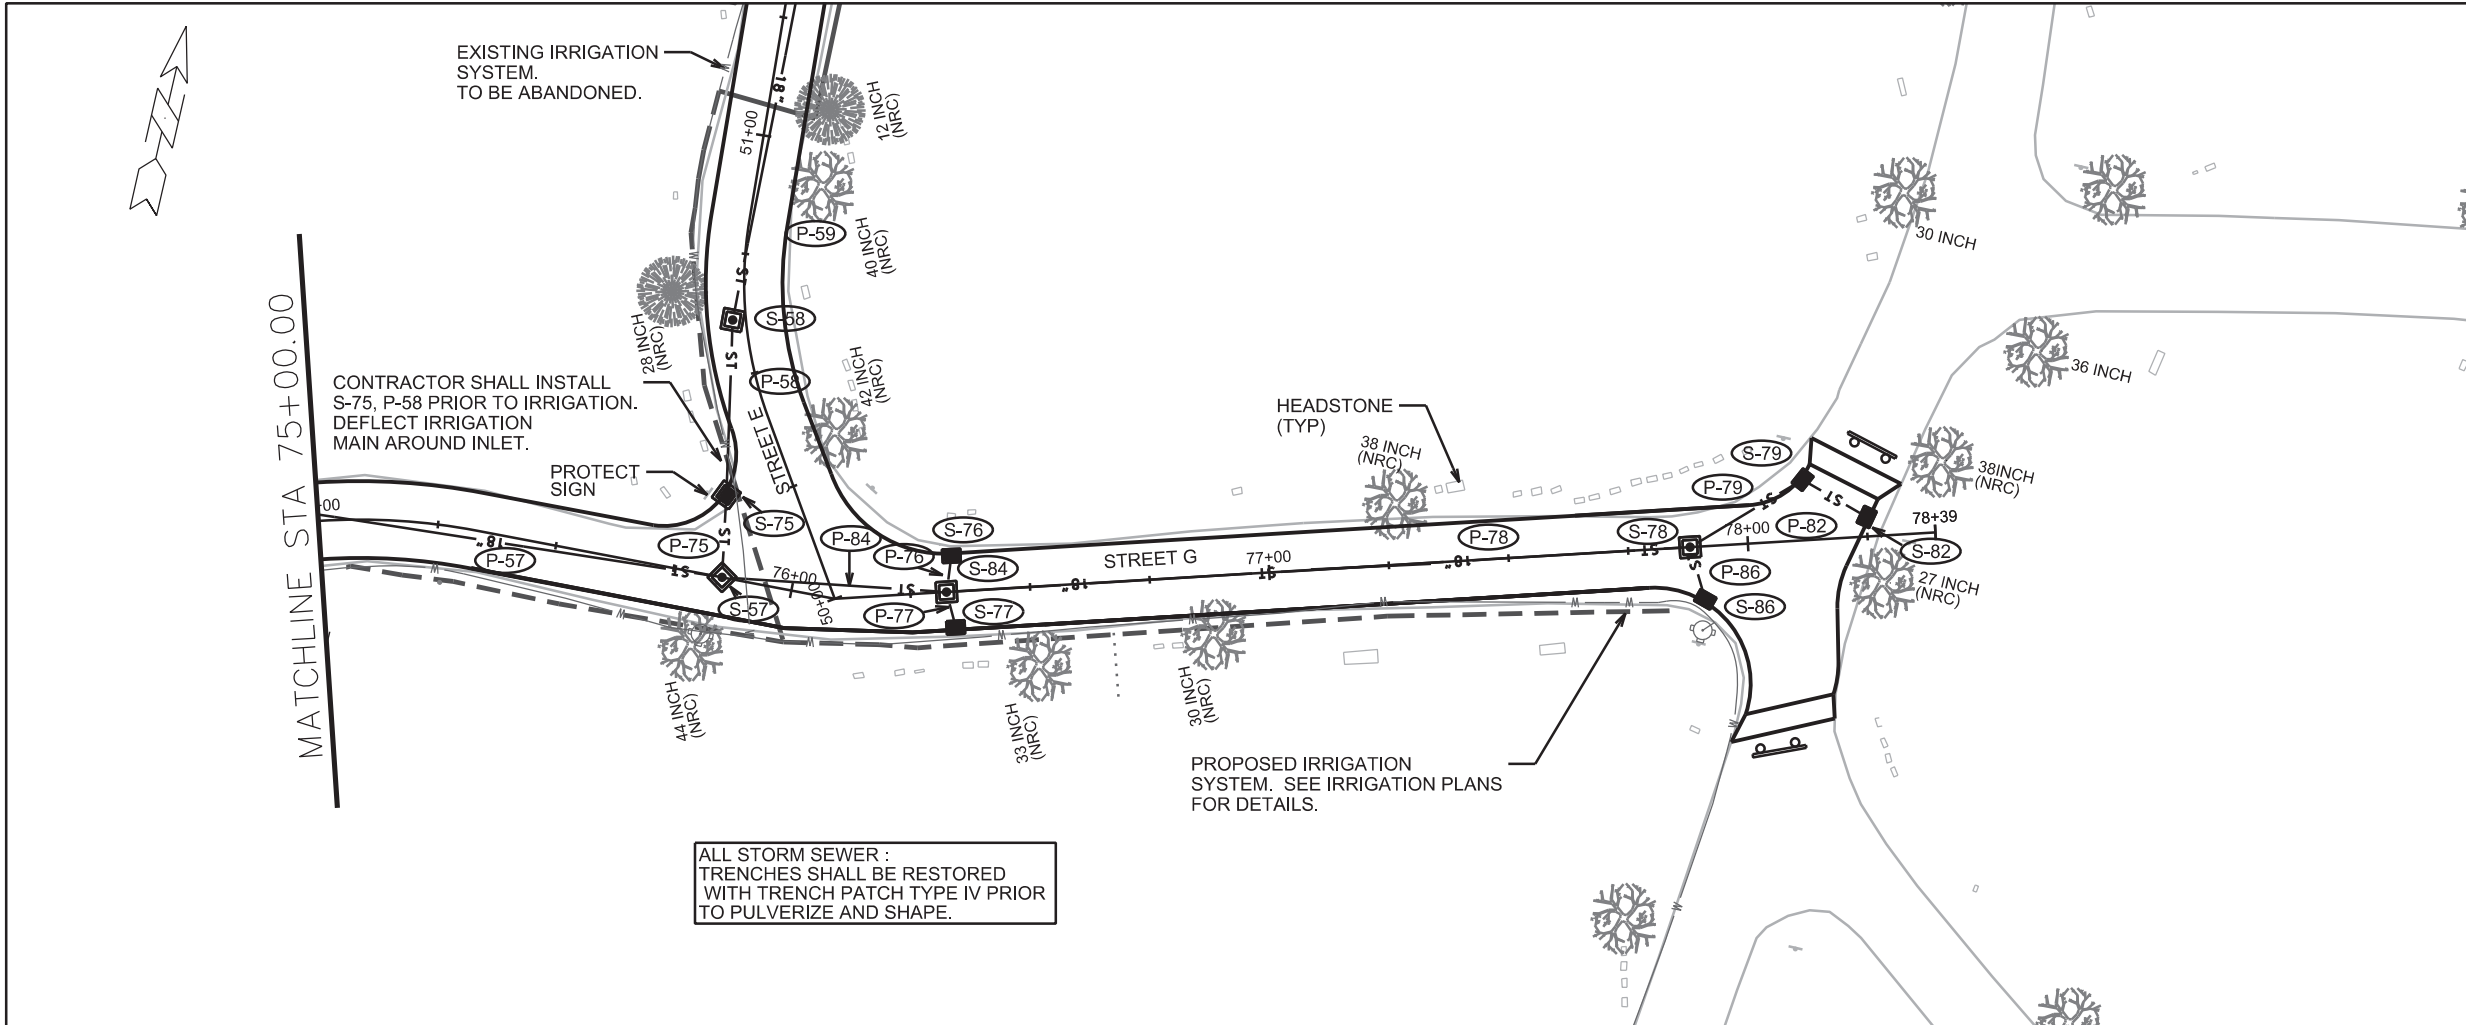 EXISTING IRRIGATION
SYSTEM.
TO BE ABANDONED.
18"
51+00
12 INCH
(NRC)
P-59
40 INCH
(NRC)
30 INCH
ST
S-58
28 INCH
(NRC)
ST
P-58
42 INCH
(NRC)
36 INCH
MATCHLINE STA 75+00.00
CONTRACTOR SHALL INSTALL
S-75, P-58 PRIOR TO IRRIGATION.
DEFLECT IRRIGATION
MAIN AROUND INLET.
PROTECT
SIGN
STREET E
HEADSTONE
(TYP)
38 INCH
(NRC)
S-79
38INCH
(NRC)
P-79
ST
ST
+00
18"
P-57
S-75
ST
P-75
P-84
S-76
P-76
S-84
STREET G
77+00
ST
P-78
18"
S-78
ST
78+00
P-82
78+39
S-82
ST
76+00
50+00
ST
18"
S-57
P-77
S-77
P-86
S-86
27 INCH
(NRC)
W
W
W
W
W
W
W
W
W
W
W
44 INCH
(NRC)
33 INCH
(NRC)
30 INCH
(NRC)
PROPOSED IRRIGATION
SYSTEM. SEE IRRIGATION PLANS
FOR DETAILS.
ALL STORM SEWER :
TRENCHES SHALL BE RESTORED
WITH TRENCH PATCH TYPE IV PRIOR
TO PULVERIZE AND SHAPE.